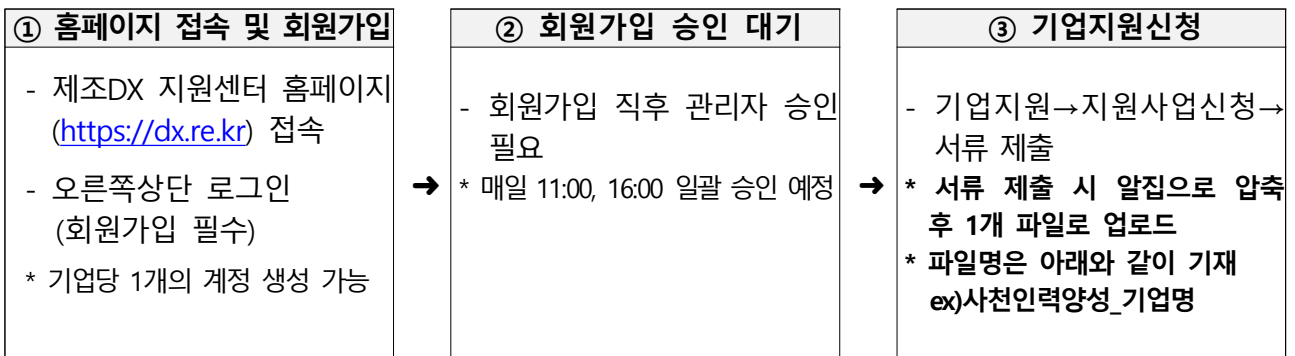 ① 홈페이지 접속 및 회원가입
- 제조DX 지원센터 홈페이지
(https://dx.re.kr) 접속
- 오른쪽상단 로그인
(회원가입 필수)
* 기업당 1개의 계정 생성 가능
➜
② 회원가입 승인 대기
- 회원가입 직후 관리자 승인
필요
* 매일 11:00, 16:00 일괄 승인 예정
➜
③ 기업지원신청
- 기업지원→지원사업신청→
서류 제출
* 서류 제출 시 알집으로 압축
후 1개 파일로 업로드
* 파일명은 아래와 같이 기재
ex)사천인력양성_기업명